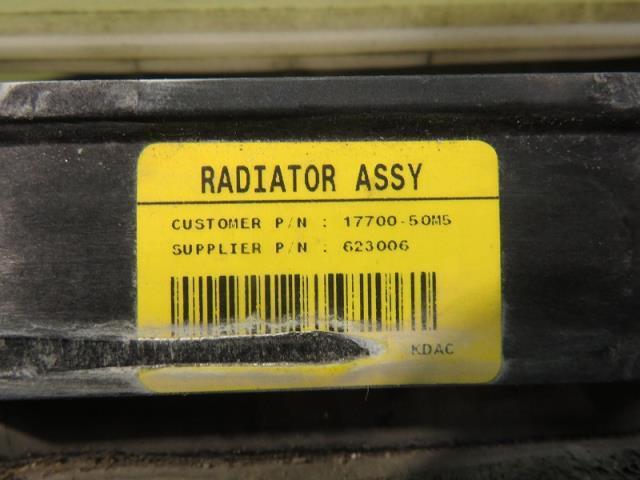 RADIATOR ASSY
CUSTOMER P/N : 17700-50M5
SUPPLIER P/N : 623006
KDAC